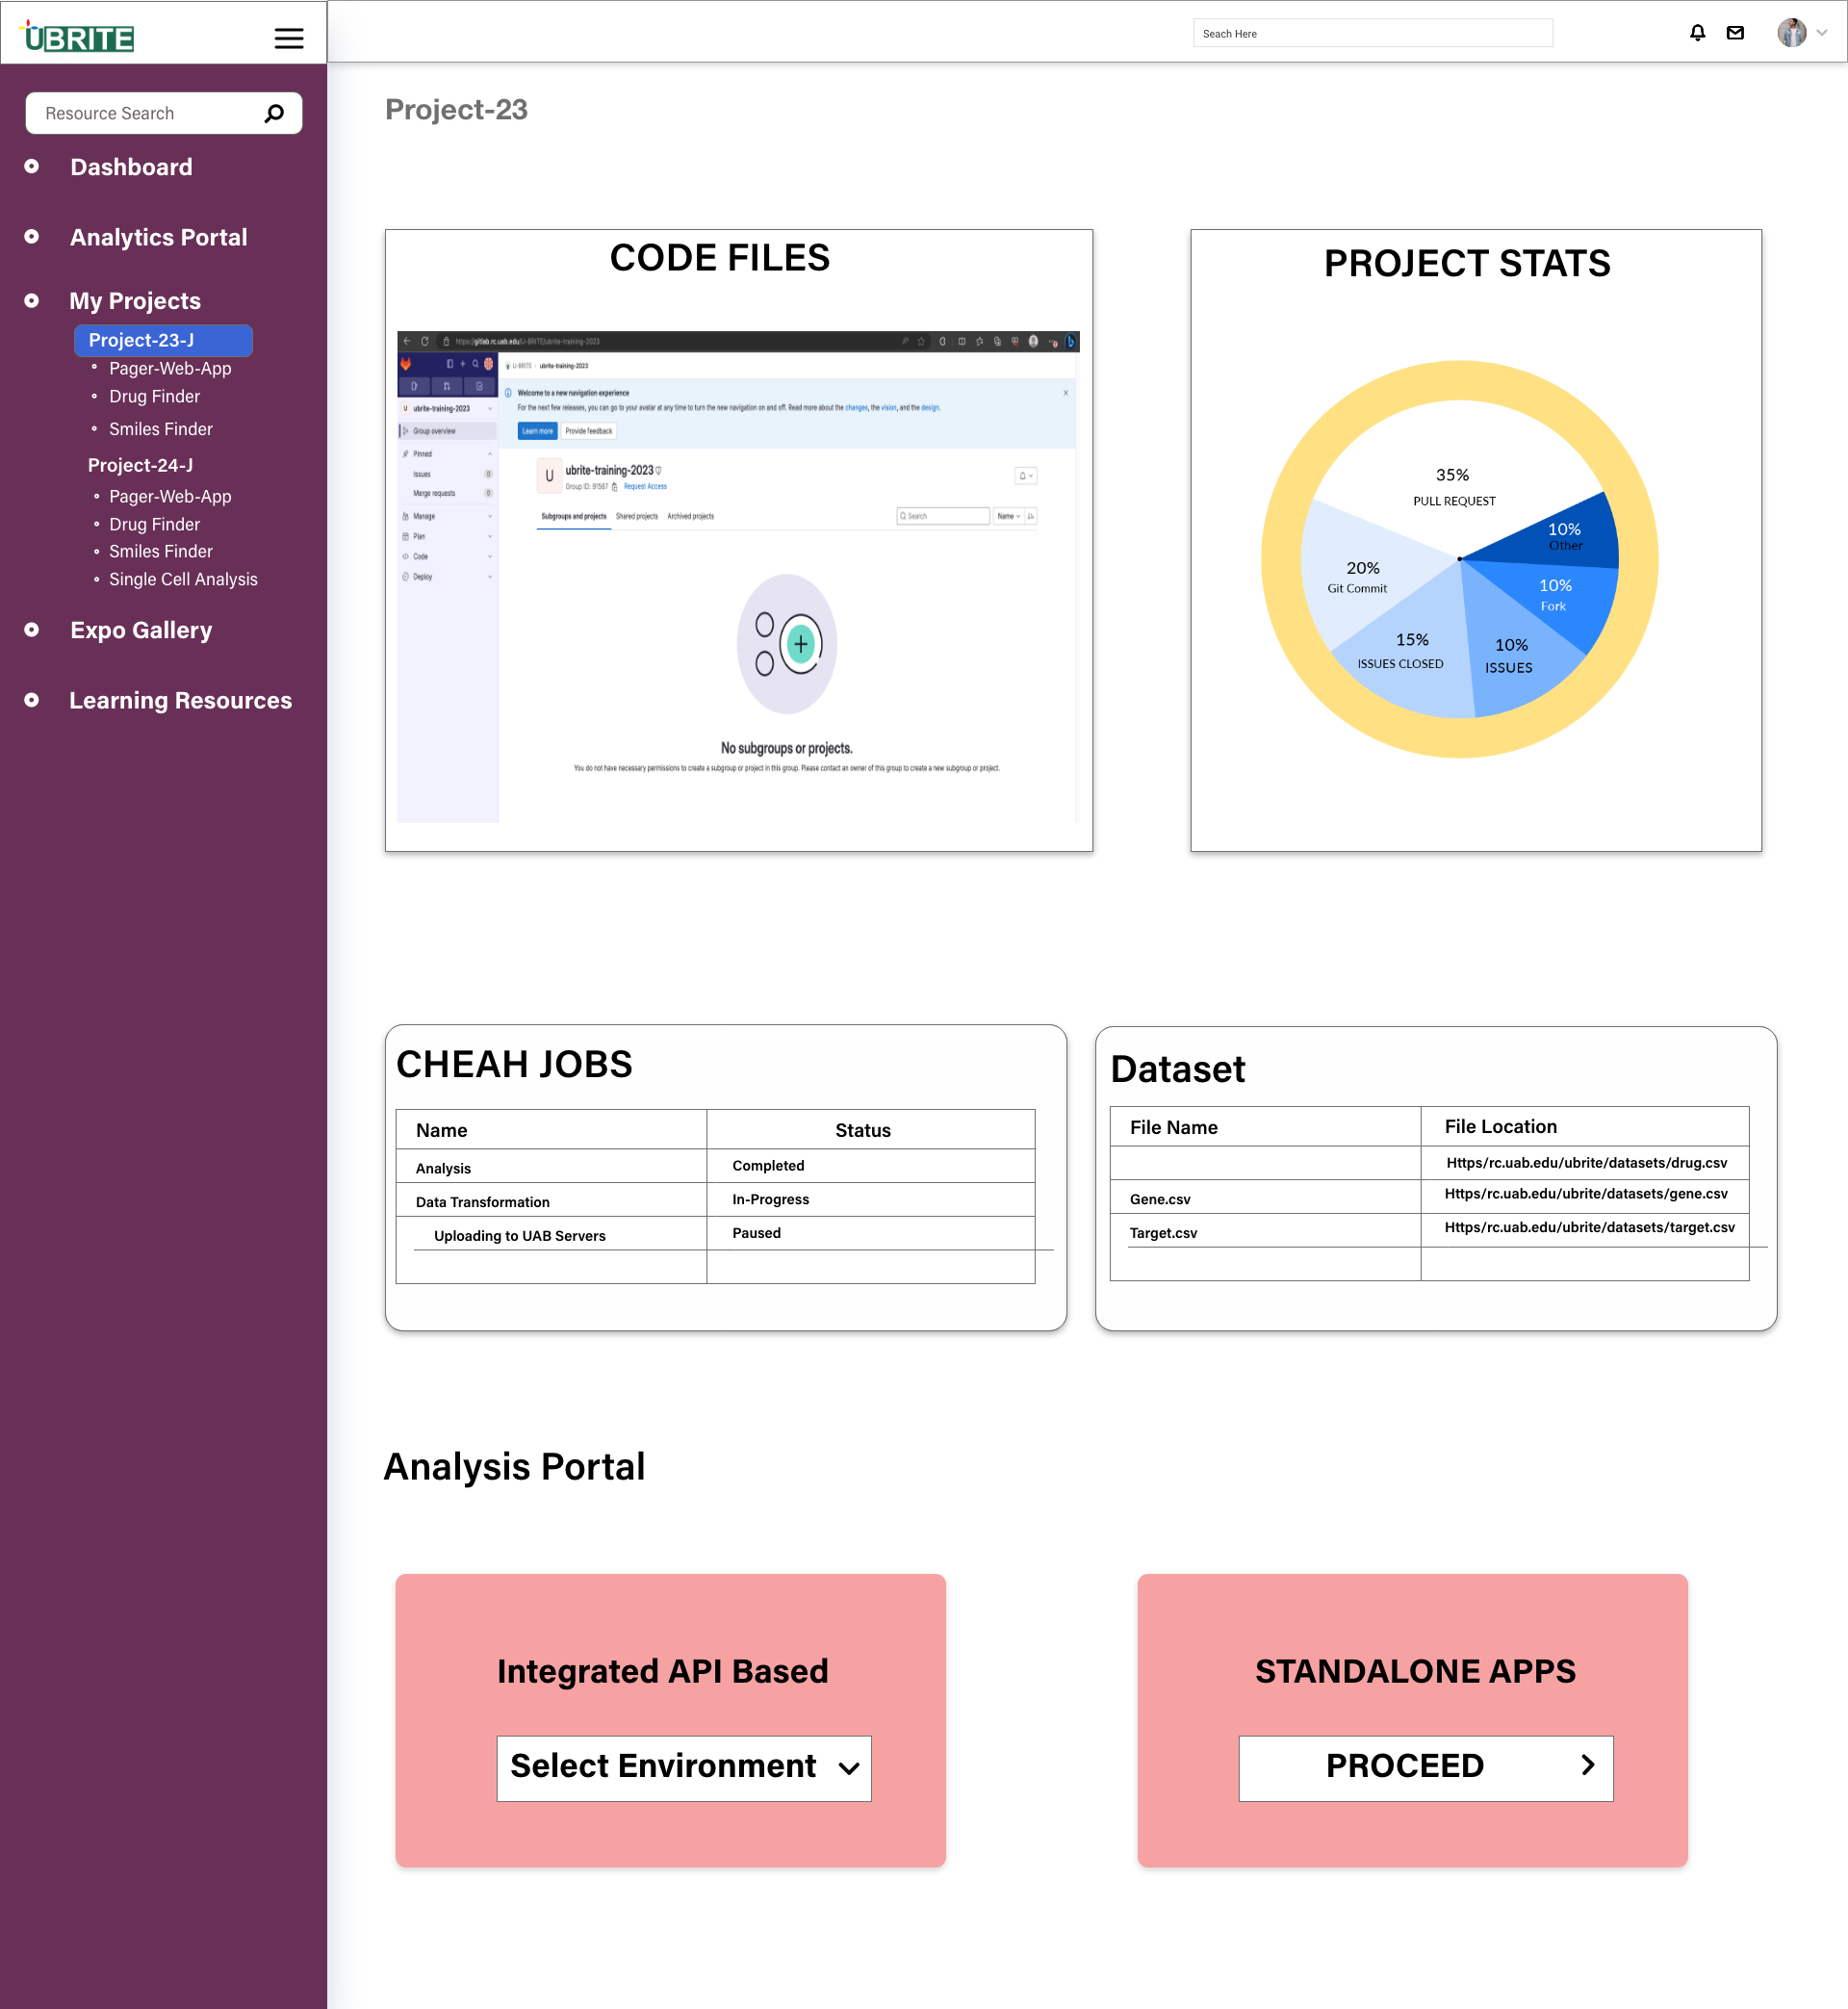 UBRITE
Seach Here
Resource Search
Dashboard
Analytics Portal
My Projects
Project-23-J
Pager-Web-App
Drug Finder
Smiles Finder
Project-24-J
Pager-Web-App
Drug Finder
Smiles Finder
Single Cell Analysis
Expo Gallery
Learning Resources
Project-23
CODE FILES
https://gitlab.rc.uab.edu/U-BRITE/ubrite-training-2023
U-BRITE ubrite-training-2023
Welcome to a new navigation experience
For the next few releases, you can go to your avatar at any time to turn the new navigation on and off. Read more about the changes, the vision, and the design.
Learn more Provide feedback
U ubrite-training-2023
Group overview
Pinned
Issues 0
Merge requests 0
Manage
Plan
Code
Deploy
U
ubrite-training-2023
Group ID: 91567 Request Access
Subgroups and projects Shared projects Archived projects
Search Name
No subgroups or projects.
You do not have necessary permissions to create a subgroup or project in this group. Please contact an owner of this group to create a new subgroup or project.
PROJECT STATS
35%
PULL REQUEST
10%
Other
10%
Fork
10%
ISSUES
15%
ISSUES CLOSED
20%
Git Commit
CHEAH JOBS
Name Status
Analysis Completed
Data Transformation In-Progress
Uploading to UAB Servers Paused
Dataset
File Name File Location
Https/rc.uab.edu/ubrite/datasets/drug.csv
Gene.csv Https/rc.uab.edu/ubrite/datasets/gene.csv
Target.csv Https/rc.uab.edu/ubrite/datasets/target.csv
Analysis Portal
Integrated API Based
Select Environment
STANDALONE APPS
PROCEED